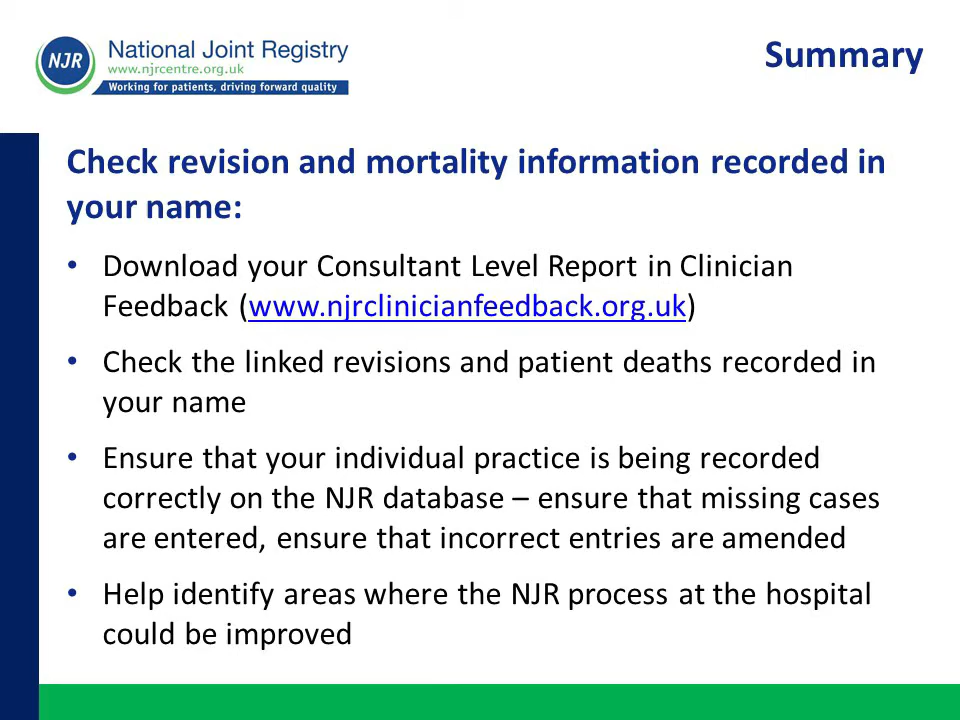 NJR
National Joint Registry
www.njrcentre.org.uk
Working for patients, driving forward quality
Summary
Check revision and mortality information recorded in
your name:
• Download your Consultant Level Report in Clinician
Feedback (www.njrclinicianfeedback.org.uk)
• Check the linked revisions and patient deaths recorded in
your name
• Ensure that your individual practice is being recorded
correctly on the NJR database – ensure that missing cases
are entered, ensure that incorrect entries are amended
• Help identify areas where the NJR process at the hospital
could be improved